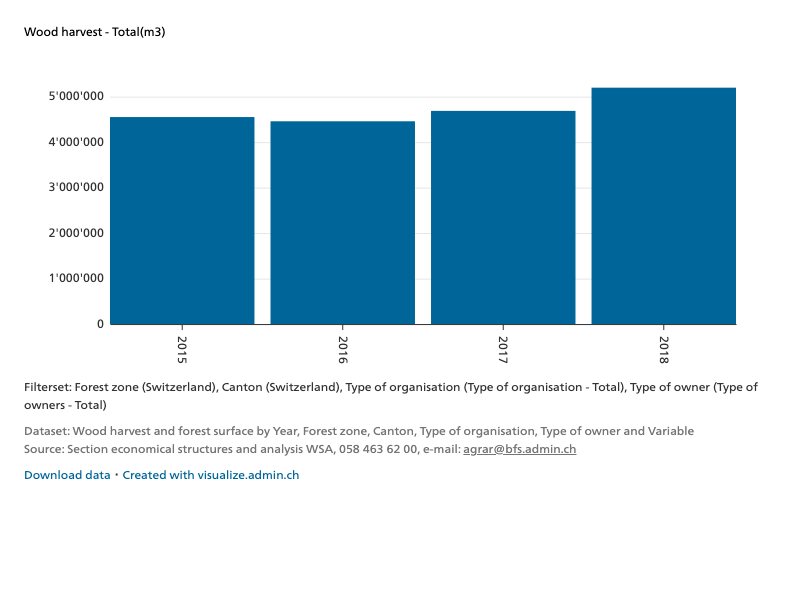 Wood harvest - Total(m3)
5'000'000
4'000'000
3'000'000
2'000'000
1'000'000
0
2015
2016
2017
2018
Filterset: Forest zone (Switzerland), Canton (Switzerland), Type of organisation (Type of organisation - Total), Type of owner (Type of
owners - Total)
Dataset: Wood harvest and forest surface by Year, Forest zone, Canton, Type of organisation, Type of owner and Variable
Source: Section economical structures and analysis WSA, 058 463 62 00, e-mail: agrar@bfs.admin.ch
Download data • Created with visualize.admin.ch